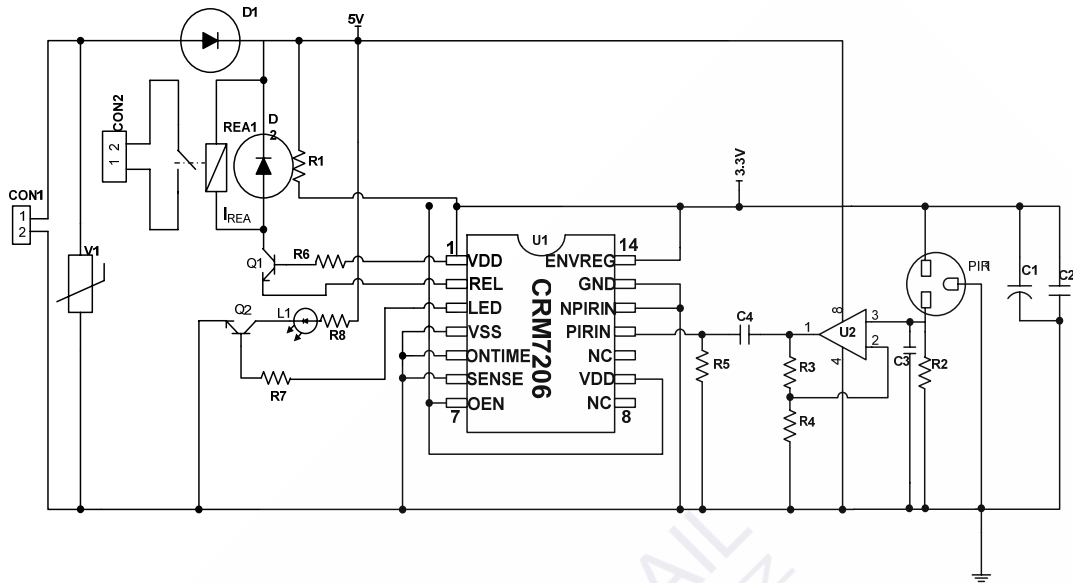 D1
5V
CON2
1 2
REA1
D
2
R1
3.3V
CON1
1
2
IREA
V1
U1
1
14
Q1
R6
VDD
ENVREG
REL
GND
LED
NPIRIN
VSS
PIRIN
ONTIME
NC
SENSE
VDD
OEN
NC
7
8
CRM7206
Q2
L1
R8
R7
C4
R5
1
8
U2
4
3
2
R3
R4
C3
R2
PIR1
C1
C2
AIL